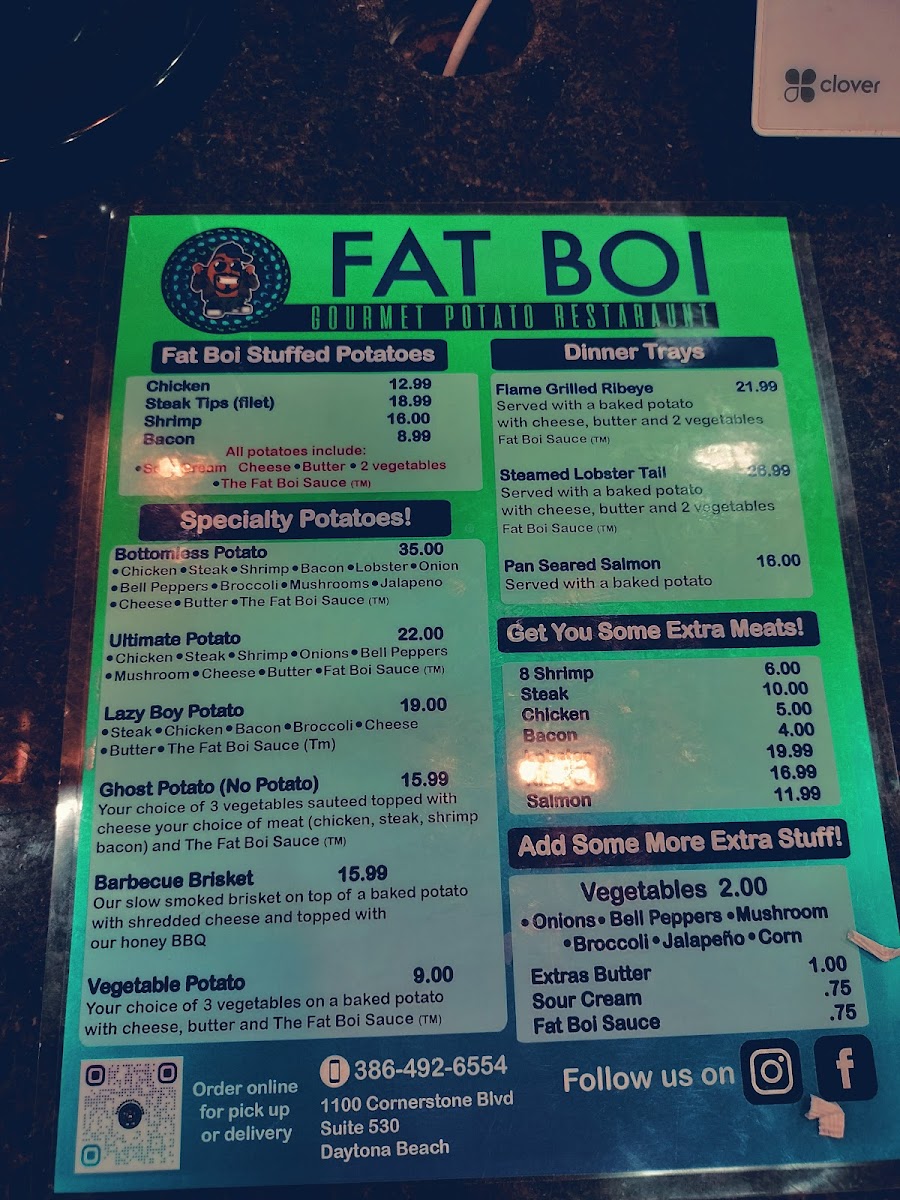 clover
FAT BOI
GOURMET POTATO RESTARAUNT
Fat Boi Stuffed Potatoes
Chicken 12.99
Steak Tips (filet) 18.99
Shrimp 16.00
Bacon 8.99
All potatoes include:
•Sour Cream Cheese •Butter • 2 vegetables
•The Fat Boi Sauce (TM)
Specialty Potatoes!
Bottomless Potato 35.00
•Chicken •Steak •Shrimp •Bacon •Lobster •Onion
•Bell Peppers •Broccoli •Mushrooms •Jalapeno
•Cheese •Butter •The Fat Boi Sauce (TM)
Ultimate Potato 22.00
•Chicken •Steak •Shrimp •Onions •Bell Peppers
•Mushroom •Cheese •Butter •Fat Boi Sauce (TM)
Lazy Boy Potato 19.00
•Steak •Chicken •Bacon •Broccoli •Cheese
•Butter• The Fat Boi Sauce (Tm)
Ghost Potato (No Potato) 15.99
Your choice of 3 vegetables sauteed topped with
cheese your choice of meat (chicken, steak, shrimp
bacon) and The Fat Boi Sauce (TM)
Barbecue Brisket 15.99
Our slow smoked brisket on top of a baked potato
with shredded cheese and topped with
our honey BBQ
Vegetable Potato 9.00
Your choice of 3 vegetables on a baked potato
with cheese, butter and The Fat Boi Sauce (TM)
Dinner Trays
Flame Grilled Ribeye 21.99
Served with a baked potato
with cheese, butter and 2 vegetables
Fat Boi Sauce (TM)
Steamed Lobster Tail 26.99
Served with a baked potato
with cheese, butter and 2 vegetables
Fat Boi Sauce (TM)
Pan Seared Salmon 16.00
Served with a baked potato
Get You Some Extra Meats!
8 Shrimp 6.00
Steak 10.00
Chicken 5.00
Bacon 4.00
Lobster 19.99
16.99
Salmon 11.99
Add Some More Extra Stuff!
Vegetables 2.00
•Onions• Bell Peppers •Mushroom
•Broccoli •Jalapeño •Corn
Extras Butter 1.00
Sour Cream .75
Fat Boi Sauce .75
Order online
for pick up
or delivery
386-492-6554
1100 Cornerstone Blvd
Suite 530
Daytona Beach
Follow us on